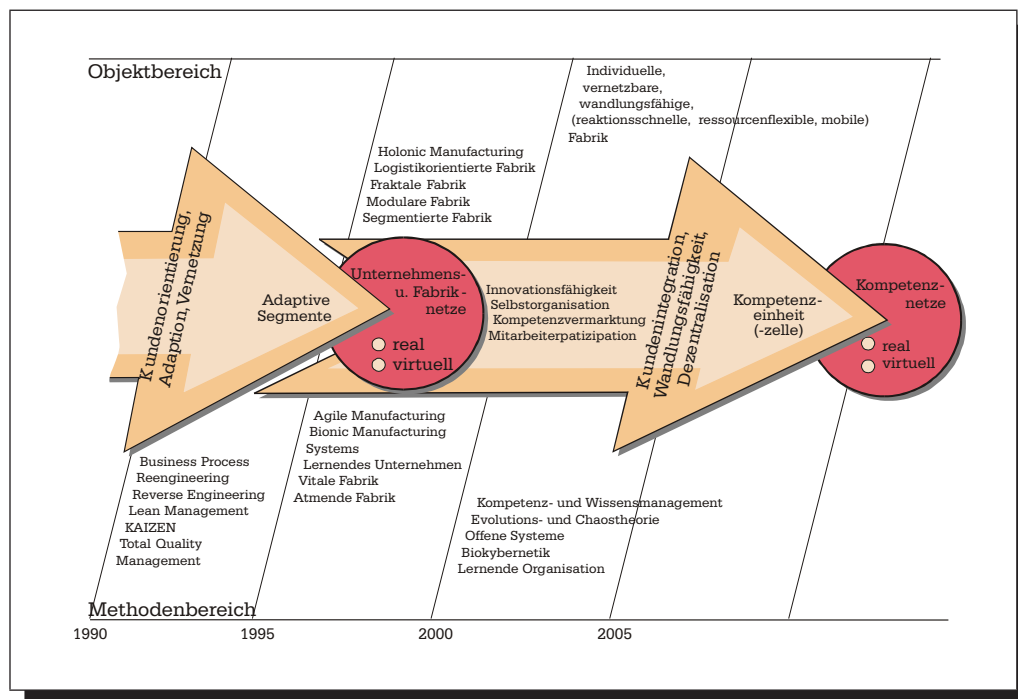 Objektbereich
Individuelle,
vernetzbare,
wandlungsfähige,
(reaktionsschnelle, ressourcenflexible, mobile)
Fabrik
Holonic Manufacturing
Logistikorientierte Fabrik
Fraktale Fabrik
Modulare Fabrik
Segmentierte Fabrik
Kundenorientierung,
Adaption, Vernetzung
Adaptive
Segmente
Unternehmens-
u. Fabrik-
netze
real
virtuell
Innovationsfähigkeit
Selbstorganisation
Kompetenzvermarktung
Mitarbeiterpatizipation
Kundenintegration,
Wandlungsfähigkeit,
Dezentralisation
Kompetenz-
einheit
(-zelle)
Kompetenz-
netze
real
virtuell
Agile Manufacturing
Bionic Manufacturing
Systems
Lernendes Unternehmen
Vitale Fabrik
Atmende Fabrik
Business Process
Reengineering
Reverse Engineering
Lean Management
KAIZEN
Total Quality
Management
Kompetenz- und Wissensmanagement
Evolutions- und Chaostheorie
Offene Systeme
Biokybernetik
Lernende Organisation
Methodenbereich
1990
1995
2000
2005